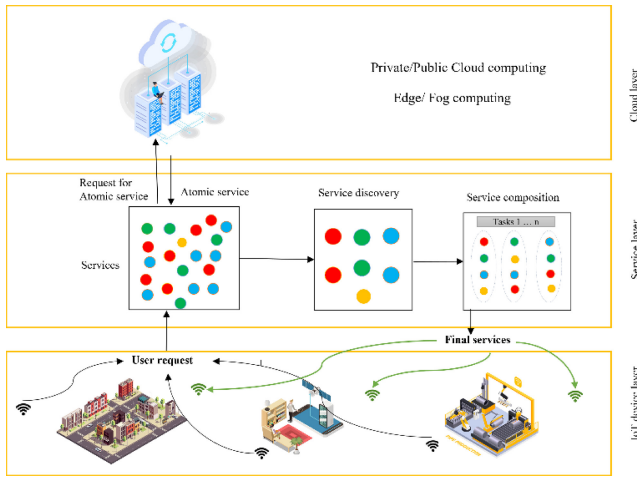 Private/Public Cloud computing
Edge/ Fog computing
Cloud layer
Request for
Atomic service
Atomic service
Service discovery
Service composition
Tasks 1 ... n
Services
Service layer
Final services
User request
IoT device layer